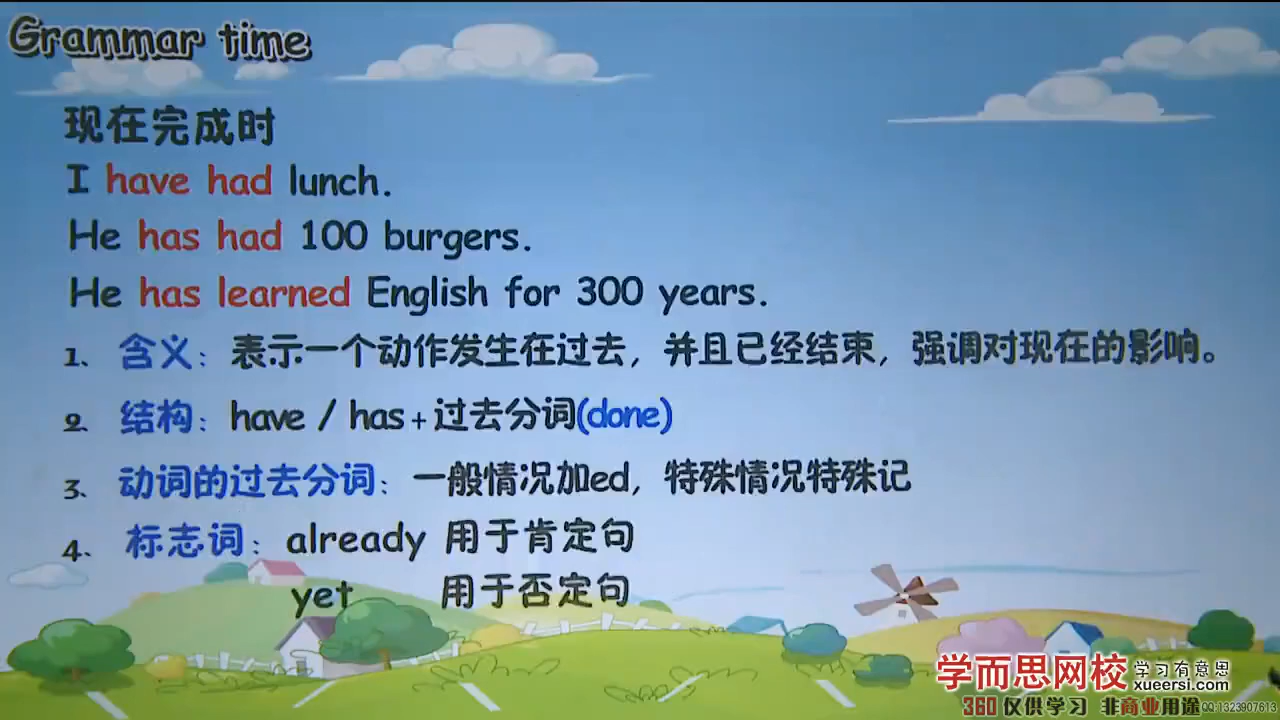 Grammar time
现在完成时
I have had lunch.
He has had 100 burgers.
He has learned English for 300 years.
1. 含义：表示一个动作发生在过去，并且已经结束，强调对现在的影响。
2. 结构：have / has + 过去分词(done)
3. 动词的过去分词：一般情况加ed，特殊情况特殊记
4. 标志词：already 用于肯定句
yet 用于否定句
学而思网校 学习有意思
xueersi.com
360 仅供学习 非商业用途 QQ:1323907613